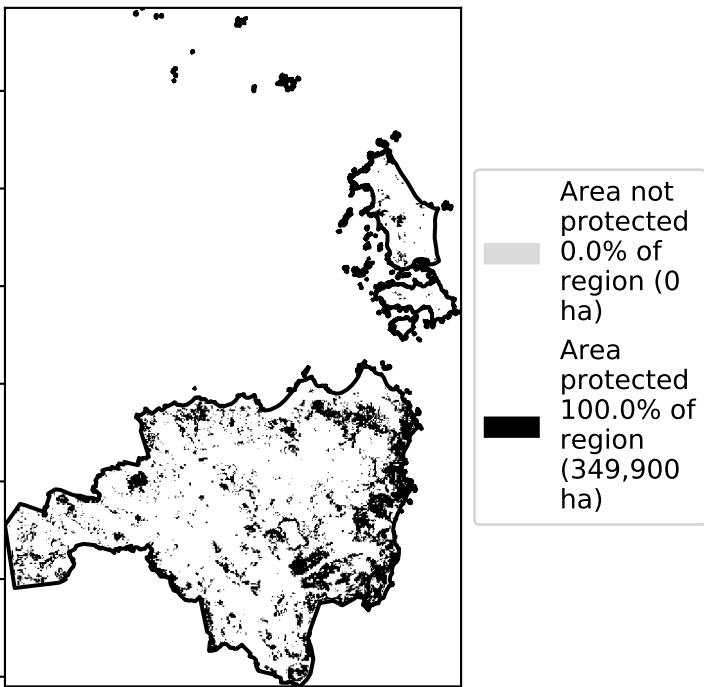 Area not
protected
0.0% of
region (0
ha)
Area
protected
100.0% of
region
(349,900
ha)